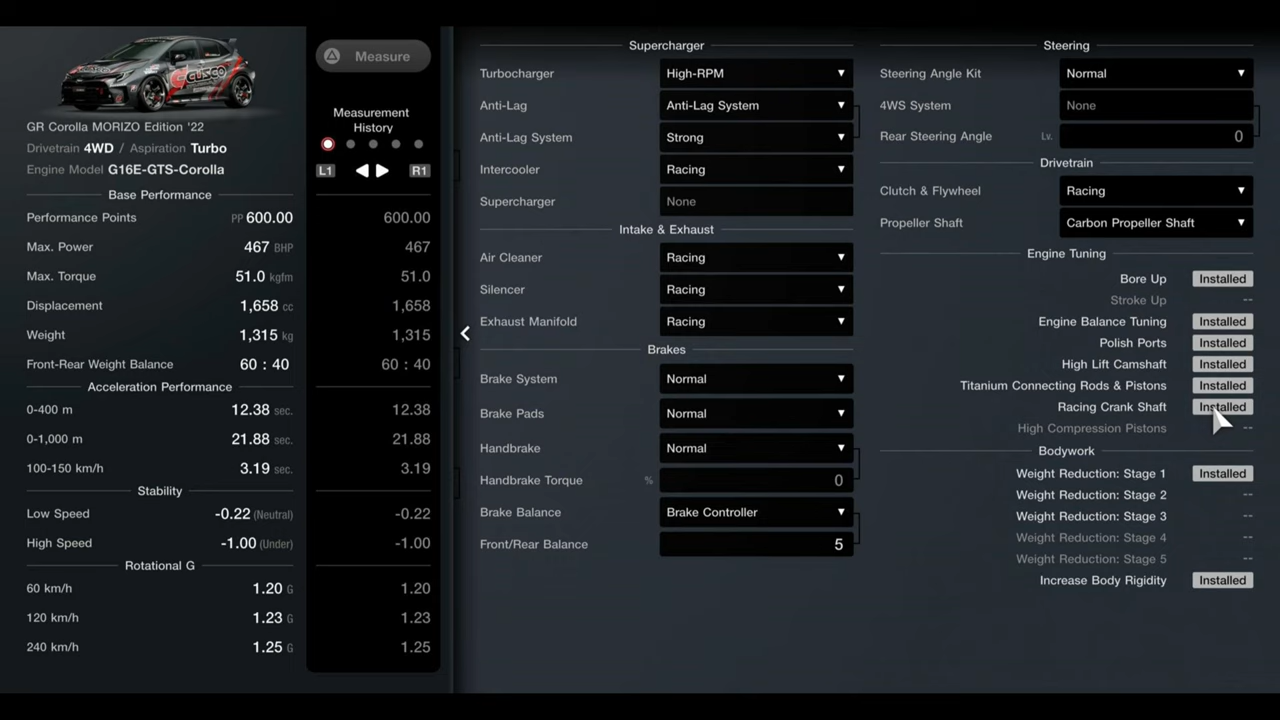 CUSCO
GR Corolla MORIZO Edition '22
Drivetrain 4WD / Aspiration Turbo
Engine Model G16E-GTS-Corolla
Base Performance
Performance Points PP 600.00
Max. Power 467 BHP
Max. Torque 51.0 kgfm
Displacement 1,658 cc
Weight 1,315 kg
Front-Rear Weight Balance 60 : 40
Acceleration Performance
0-400 m 12.38 sec.
0-1,000 m 21.88 sec.
100-150 km/h 3.19 sec.
Stability
Low Speed -0.22 (Neutral)
High Speed -1.00 (Under)
Rotational G
60 km/h 1.20 G
120 km/h 1.23 G
240 km/h 1.25 G
Measure
Measurement
History
L1 R1
600.00
467
51.0
1,658
1,315
60 : 40
12.38
21.88
3.19
-0.22
-1.00
1.20
1.23
1.25
Supercharger
Turbocharger High-RPM
Anti-Lag Anti-Lag System
Anti-Lag System Strong
Intercooler Racing
Supercharger None
Intake & Exhaust
Air Cleaner Racing
Silencer Racing
Exhaust Manifold Racing
Brakes
Brake System Normal
Brake Pads Normal
Handbrake Normal
Handbrake Torque % 0
Brake Balance Brake Controller
Front/Rear Balance 5
Steering
Steering Angle Kit Normal
4WS System None
Rear Steering Angle Lv. 0
Drivetrain
Clutch & Flywheel Racing
Propeller Shaft Carbon Propeller Shaft
Engine Tuning
Bore Up Installed
Stroke Up --
Engine Balance Tuning Installed
Polish Ports Installed
High Lift Camshaft Installed
Titanium Connecting Rods & Pistons Installed
Racing Crank Shaft Installed
High Compression Pistons --
Bodywork
Weight Reduction: Stage 1 Installed
Weight Reduction: Stage 2 --
Weight Reduction: Stage 3 --
Weight Reduction: Stage 4 --
Weight Reduction: Stage 5 --
Increase Body Rigidity Installed